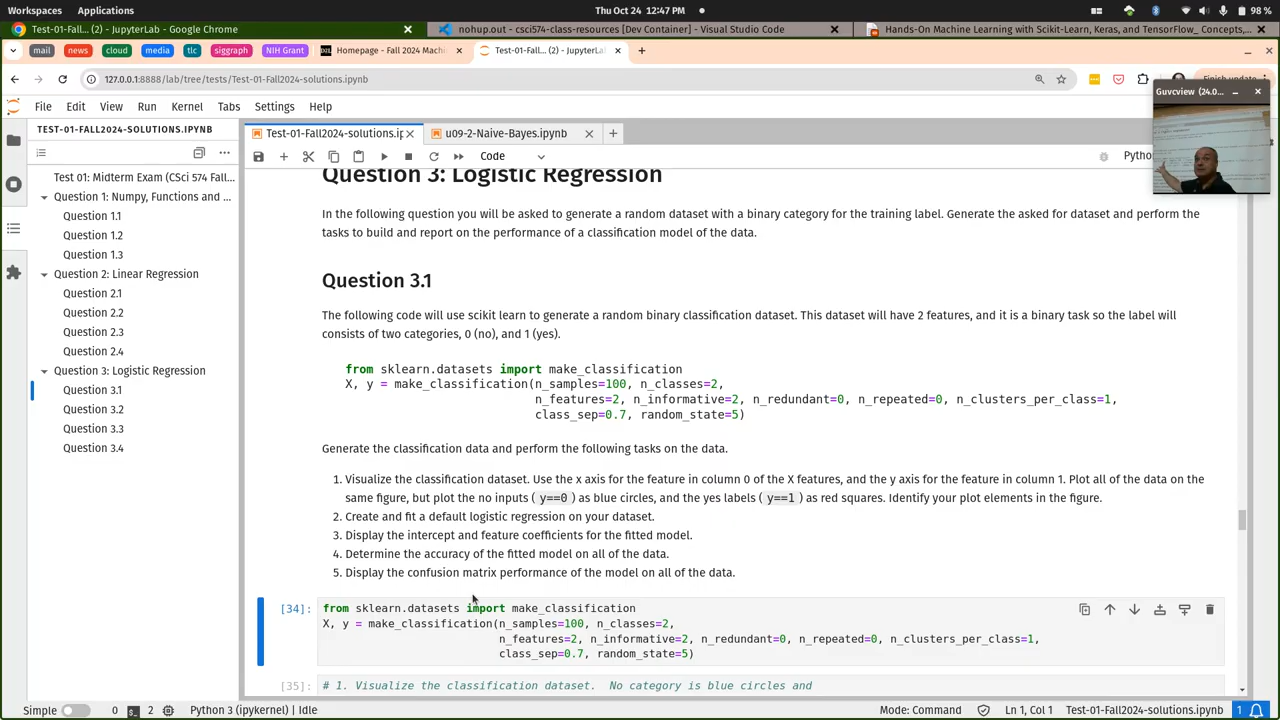 Workspaces Applications Thu Oct 24 12:47 PM 98 %
Test-01-Fall2024-solutions.ipynb (2) - JupyterLab - Google Chrome nohup.out - csci574-class-resources [Dev Container] - Visual Studio Code Hands-On Machine Learning with Scikit-Learn, Keras, and TensorFlow_ Concepts,...
mail news cloud media tlc siggraph NIH Grant Homepage - Fall 2024 Mach Test-01-Fall... (2) - JupyterL
127.0.0.1:8888/lab/tree/tests/Test-01-Fall2024-solutions.ipynb Finish update
Guvcview (24.0...
File Edit View Run Kernel Tabs Settings Help
TEST-01-FALL2024-SOLUTIONS.IPYNB
Test-01-Fall2024-solutions.ip u09-2-Naive-Bayes.ipynb
Code Pytho
Test 01: Midterm Exam (CSci 574 Fall...
Question 1: Numpy, Functions and ...
Question 1.1
Question 1.2
Question 1.3
Question 2: Linear Regression
Question 2.1
Question 2.2
Question 2.3
Question 2.4
Question 3: Logistic Regression
Question 3.1
Question 3.2
Question 3.3
Question 3.4
Question 3: Logistic Regression
In the following question you will be asked to generate a random dataset with a binary category for the training label. Generate the asked for dataset and perform the
tasks to build and report on the performance of a classification model of the data.
Question 3.1
The following code will use scikit learn to generate a random binary classification dataset. This dataset will have 2 features, and it is a binary task so the label will
consists of two categories, 0 (no), and 1 (yes).
from sklearn.datasets import make_classification
X, y = make_classification(n_samples=100, n_classes=2,
n_features=2, n_informative=2, n_redundant=0, n_repeated=0, n_clusters_per_class=1,
class_sep=0.7, random_state=5)
Generate the classification data and perform the following tasks on the data.
1. Visualize the classification dataset. Use the x axis for the feature in column 0 of the X features, and the y axis for the feature in column 1. Plot all of the data on the
same figure, but plot the no inputs ( y==0 ) as blue circles, and the yes labels ( y==1 ) as red squares. Identify your plot elements in the figure.
2. Create and fit a default logistic regression on your dataset.
3. Display the intercept and feature coefficients for the fitted model.
4. Determine the accuracy of the fitted model on all of the data.
5. Display the confusion matrix performance of the model on all of the data.
[34]: from sklearn.datasets import make_classification
X, y = make_classification(n_samples=100, n_classes=2,
n_features=2, n_informative=2, n_redundant=0, n_repeated=0, n_clusters_per_class=1,
class_sep=0.7, random_state=5)
[35]: # 1. Visualize the classification dataset. No category is blue circles and
Simple 0 2 Python 3 (ipykernel) | Idle Mode: Command Ln 1, Col 1 Test-01-Fall2024-solutions.ipynb 1